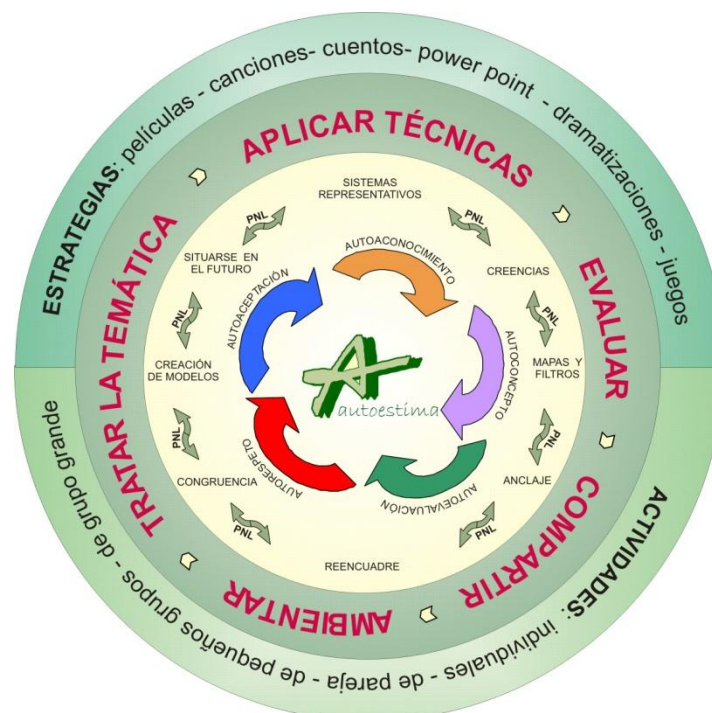 ESTRATEGIAS: películas - canciones- cuentos- power point - dramatizaciones - juegos
APLICAR TÉCNICAS
EVALUAR
COMPARTIR
AMBIENTAR
TRATAR LA TEMÁTICA
SISTEMAS
REPRESENTATIVOS
PNL
CREENCIAS
PNL
MAPAS Y
FILTROS
PNL
ANCLAJE
PNL
REENCUADRE
PNL
CONGRUENCIA
PNL
CREACIÓN
DE MODELOS
PNL
SITUARSE EN
EL FUTURO
PNL
AUTOACONOCIMIENTO
AUTOCONCEPTO
AUTOEVALUACIÓN
AUTORESPETO
AUTOACEPTACIÓN
A
autoestima
ACTIVIDADES: individuales - de pareja - de pequeños grupos - de grupo grande